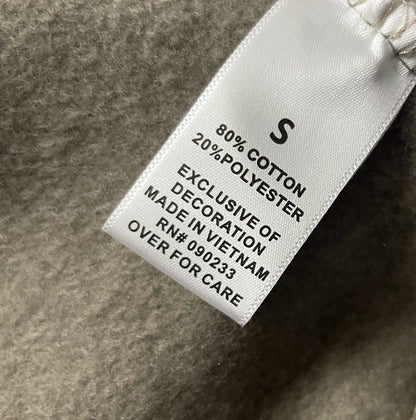 S
80% COTTON
20%POLYESTER
EXCLUSIVE OF
DECORATION
MADE IN VIETNAM
RN# 090233
OVER FOR CARE